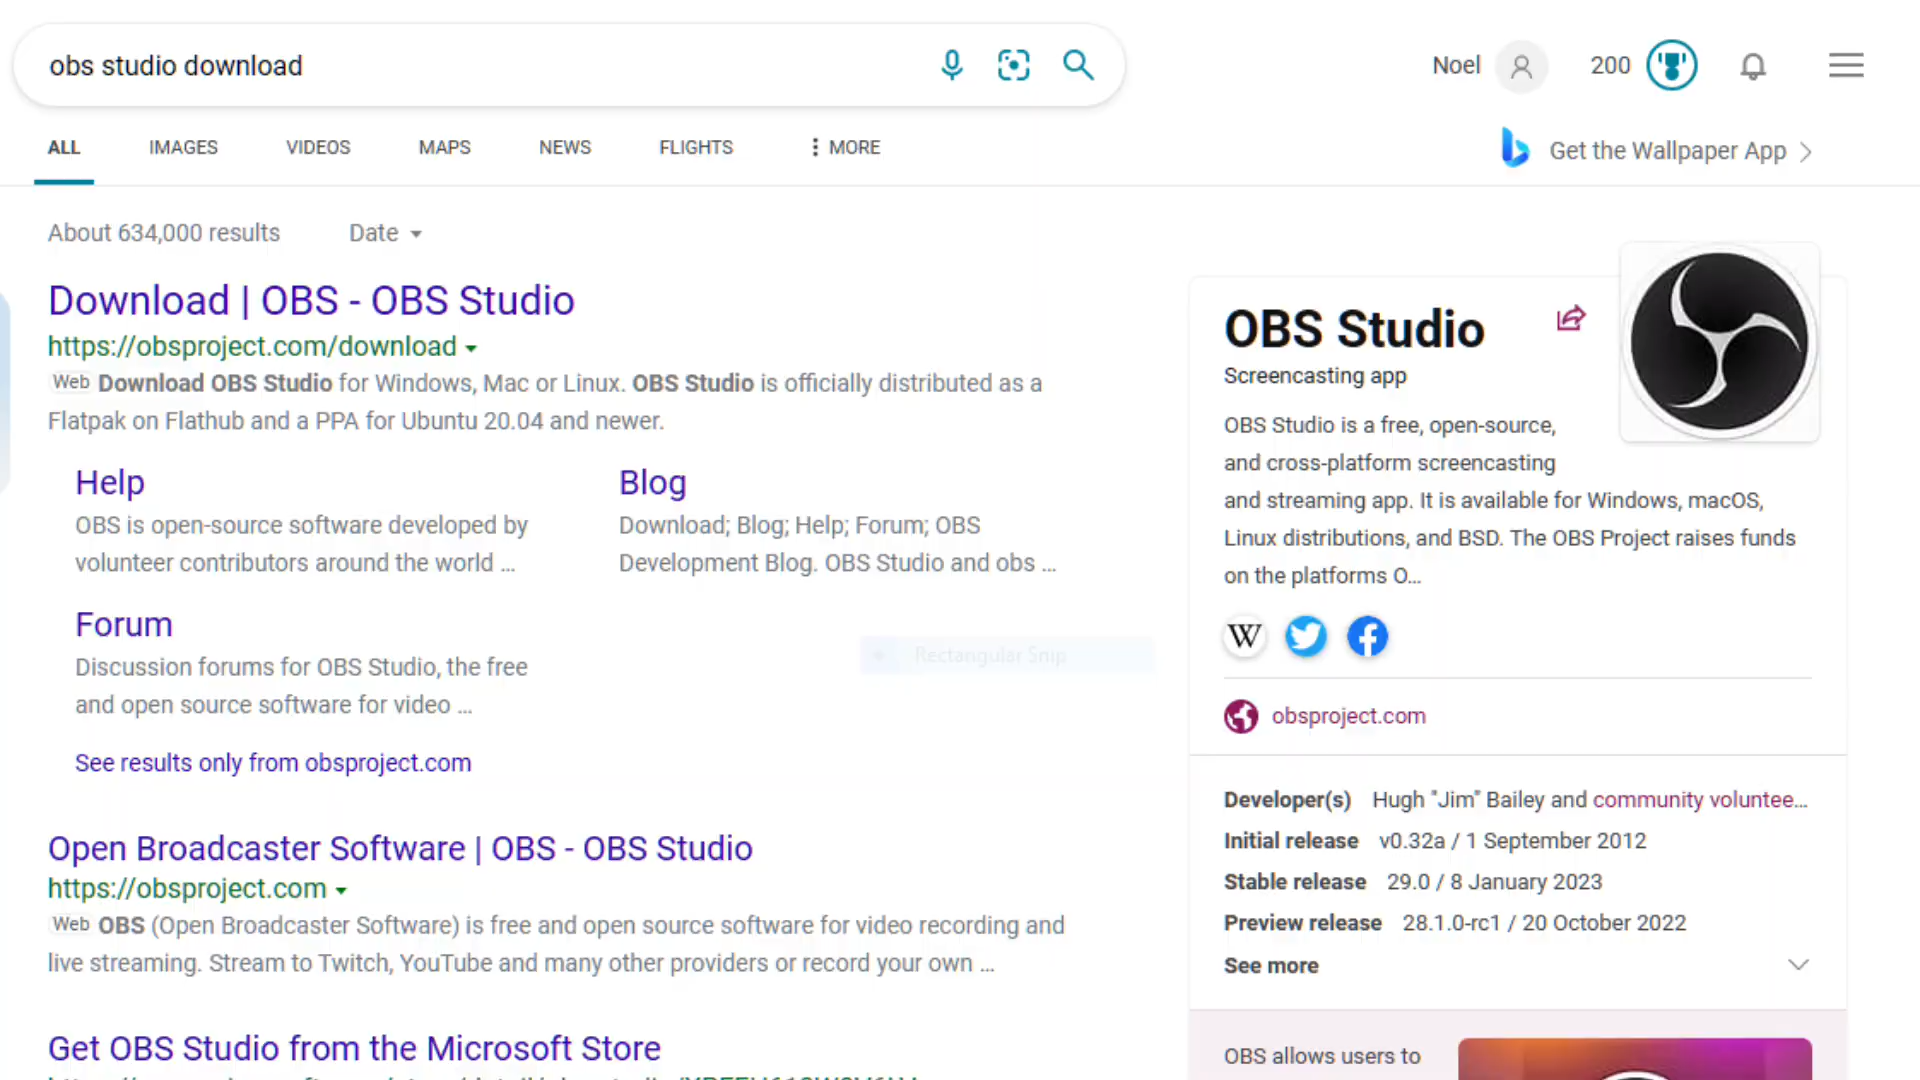 obs studio download
Noel
200
ALL
IMAGES
VIDEOS
MAPS
NEWS
FLIGHTS
MORE
Get the Wallpaper App
About 634,000 results
Date
Download | OBS - OBS Studio
https://obsproject.com/download
Web Download OBS Studio for Windows, Mac or Linux. OBS Studio is officially distributed as a
Flatpak on Flathub and a PPA for Ubuntu 20.04 and newer.
Help
OBS is open-source software developed by
volunteer contributors around the world ...
Blog
Download; Blog; Help; Forum; OBS
Development Blog. OBS Studio and obs ...
Forum
Discussion forums for OBS Studio, the free
and open source software for video ...
Rectangular Snip
See results only from obsproject.com
Open Broadcaster Software | OBS - OBS Studio
https://obsproject.com
Web OBS (Open Broadcaster Software) is free and open source software for video recording and
live streaming. Stream to Twitch, YouTube and many other providers or record your own ...
Get OBS Studio from the Microsoft Store
OBS Studio
Screencasting app
OBS Studio is a free, open-source,
and cross-platform screencasting
and streaming app. It is available for Windows, macOS,
Linux distributions, and BSD. The OBS Project raises funds
on the platforms O...
W
obsproject.com
Developer(s) Hugh "Jim" Bailey and community voluntee...
Initial release v0.32a / 1 September 2012
Stable release 29.0 / 8 January 2023
Preview release 28.1.0-rc1 / 20 October 2022
See more
OBS allows users to